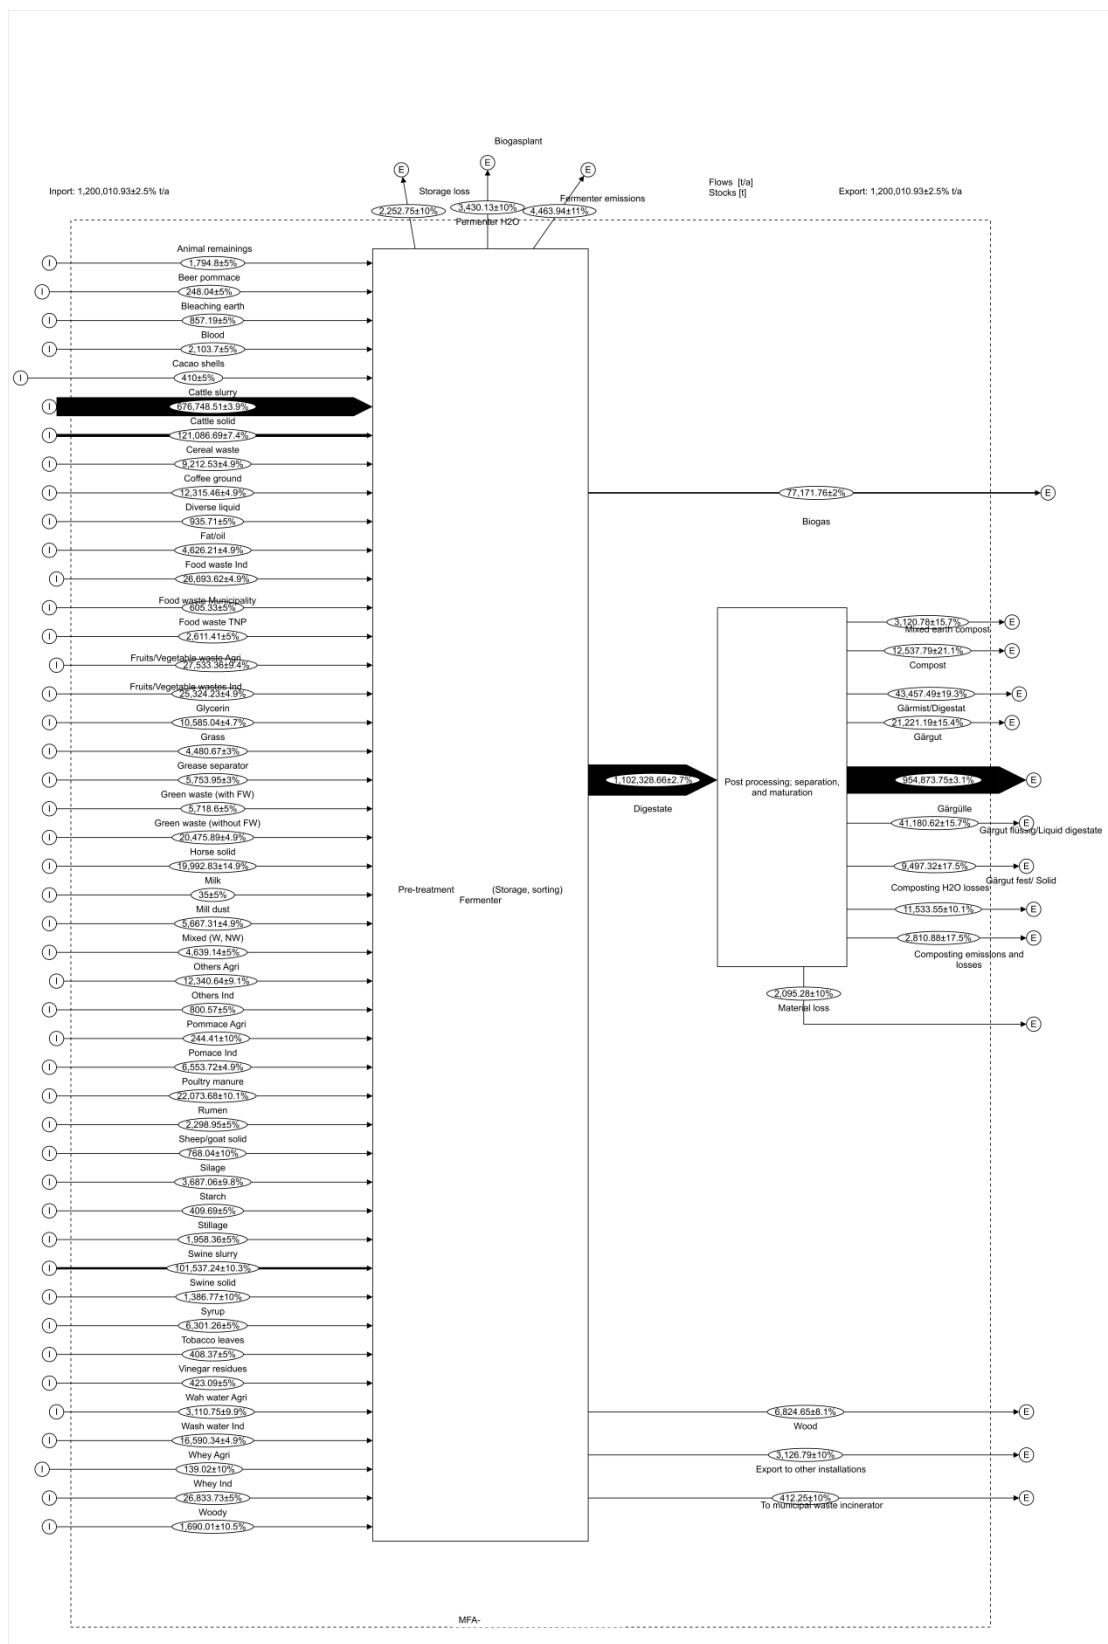 Biogasplant
E
E
E
Inport: 1,200,010.93±2.5% t/a
Storage loss
Flows [t/a]
Stocks [t]
Export: 1,200,010.93±2.5% t/a
Fermenter emissions
2,252.75±10%
3,430.13±10%
4,463.94±11%
Fermenter H2O
Animal remainings
I
1,794.8±5%
Beer pommace
I
248.04±5%
Bleaching earth
I
857.19±5%
Blood
I
2,103.7±5%
Cacao shells
I
410±5%
Cattle slurry
I
676,748.51±3.9%
Cattle solid
I
121,086.69±7.4%
Cereal waste
I
9,212.53±4.9%
Coffee ground
I
12,315.46±4.9%
Diverse liquid
I
935.71±5%
Fat/oil
I
4,626.21±4.9%
Food waste Ind
I
26,693.62±4.9%
Food waste Municipality
I
605.33±5%
Food waste TNP
I
2,611.41±5%
Fruits/Vegetable waste Agri
I
27,533.36±9.4%
Fruits/Vegetable wastes Ind
I
25,324.23±4.9%
Glycerin
I
10,585.04±4.7%
Grass
I
4,480.67±3%
Grease separator
I
5,753.95±3%
Green waste (with FW)
I
5,718.6±5%
Green waste (without FW)
I
20,475.89±4.9%
Horse solid
I
19,992.83±14.9%
Milk
I
35±5%
Mill dust
I
5,667.31±4.9%
Mixed (W, NW)
I
4,639.14±5%
Others Agri
I
12,340.64±9.1%
Others Ind
I
800.57±5%
Pommace Agri
I
244.41±10%
Pomace Ind
I
6,553.72±4.9%
Poultry manure
I
22,073.68±10.1%
Rumen
I
2,298.95±5%
Sheep/goat solid
I
768.04±10%
Silage
I
3,687.06±9.8%
Starch
I
409.69±5%
Stillage
I
1,958.36±5%
Swine slurry
I
101,537.24±10.3%
Swine solid
I
1,386.77±10%
Syrup
I
6,301.26±5%
Tobacco leaves
I
408.37±5%
Vinegar residues
I
423.09±5%
Wah water Agri
I
3,110.75±9.9%
Wash water Ind
I
16,590.34±4.9%
Whey Agri
I
139.02±10%
Whey Ind
I
26,833.73±5%
Woody
I
1,690.01±10.5%
Pre-treatment (Storage, sorting)
Fermenter
77,171.76±2%
E
Biogas
1,102,328.66±2.7%
Digestate
Post processing; separation,
and maturation
3,120.78±15.7%
E
Mixed earth compost
12,537.79±21.1%
E
Compost
43,457.49±19.3%
E
Gärmist/Digestat
21,221.19±15.4%
E
Gärgut
954,873.75±3.1%
E
Gärgülle
41,180.62±15.7%
E
Gärgut flüssig/Liquid digestate
9,497.32±17.5%
E
Gärgut fest/ Solid
Composting H2O losses
11,533.55±10.1%
E
2,810.88±17.5%
E
Composting emissions and
losses
2,095.28±10%
Material loss
E
6,824.65±8.1%
E
Wood
3,126.79±10%
E
Export to other installations
412.25±10%
E
To municipal waste incinerator
MFA-